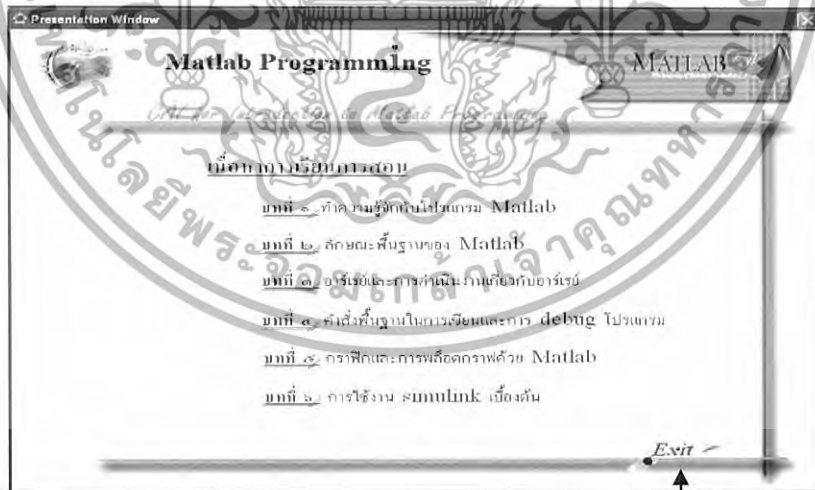 Presentation Window
Matlab Programming
MATLAB
GUI for Introduction to Matlab Programming
เนื้อหาการเรียนการสอน
บทที่ ๑ ทำความรู้จักกับโปรแกรม Matlab
บทที่ ๒ ลักษณะพื้นฐานของ Matlab
บทที่ ๓ อาร์เรย์และการดำเนินงานเกี่ยวกับอาร์เรย์
บทที่ ๔ คำสั่งพื้นฐานในการเขียนและการ debug โปรแกรม
บทที่ ๕ กราฟิกและการพล็อตกราฟด้วย Matlab
บทที่ ๖ การใช้งาน simulink เบื้องต้น
Exit